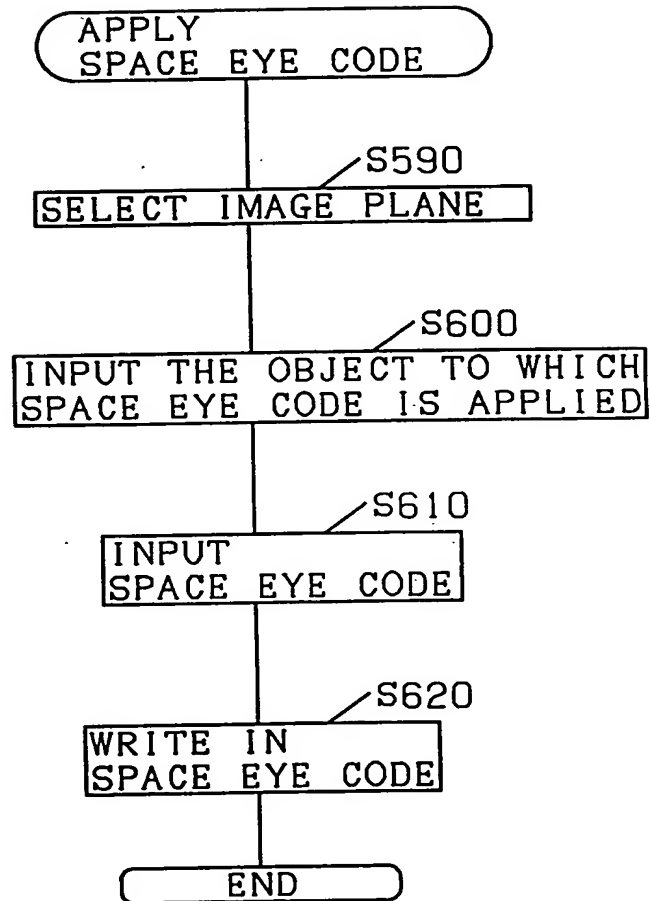 APPLY
SPACE EYE CODE
S590
SELECT IMAGE PLANE
S600
INPUT THE OBJECT TO WHICH
SPACE EYE CODE IS APPLIED
S610
INPUT
SPACE EYE CODE
S620
WRITE IN
SPACE EYE CODE
END